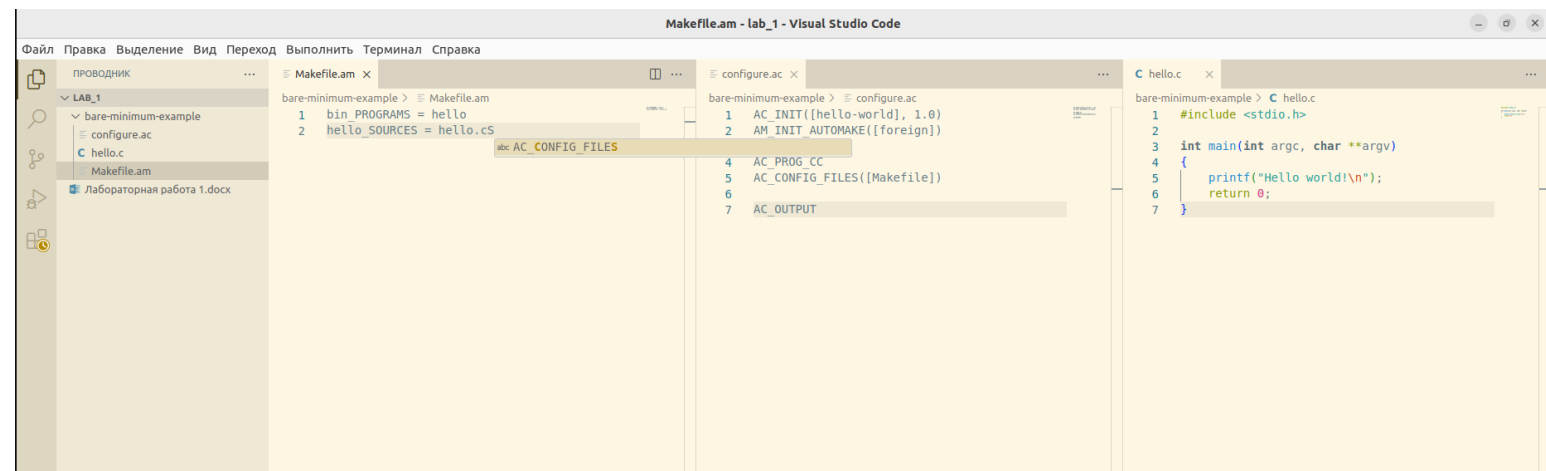 Makefile.am - lab_1 - Visual Studio Code
Файл Правка Выделение Вид Переход Выполнить Терминал Справка
ПРОВОДНИК ...
LAB_1
bare-minimum-example
configure.ac
C hello.c
Makefile.am
Лабораторная работа 1.docx
Makefile.am
bare-minimum-example > Makefile.am
1 bin_PROGRAMS = hello
2 hello_SOURCES = hello.cS
abc AC_CONFIG_FILES
configure.ac
bare-minimum-example > configure.ac
1 AC_INIT([hello-world], 1.0)
2 AM_INIT_AUTOMAKE([foreign])
4 AC_PROG_CC
5 AC_CONFIG_FILES([Makefile])
6
7 AC_OUTPUT
C hello.c
bare-minimum-example > C hello.c
1 #include <stdio.h>
2
3 int main(int argc, char **argv)
4 {
5 printf("Hello world!\n");
6 return 0;
7 }